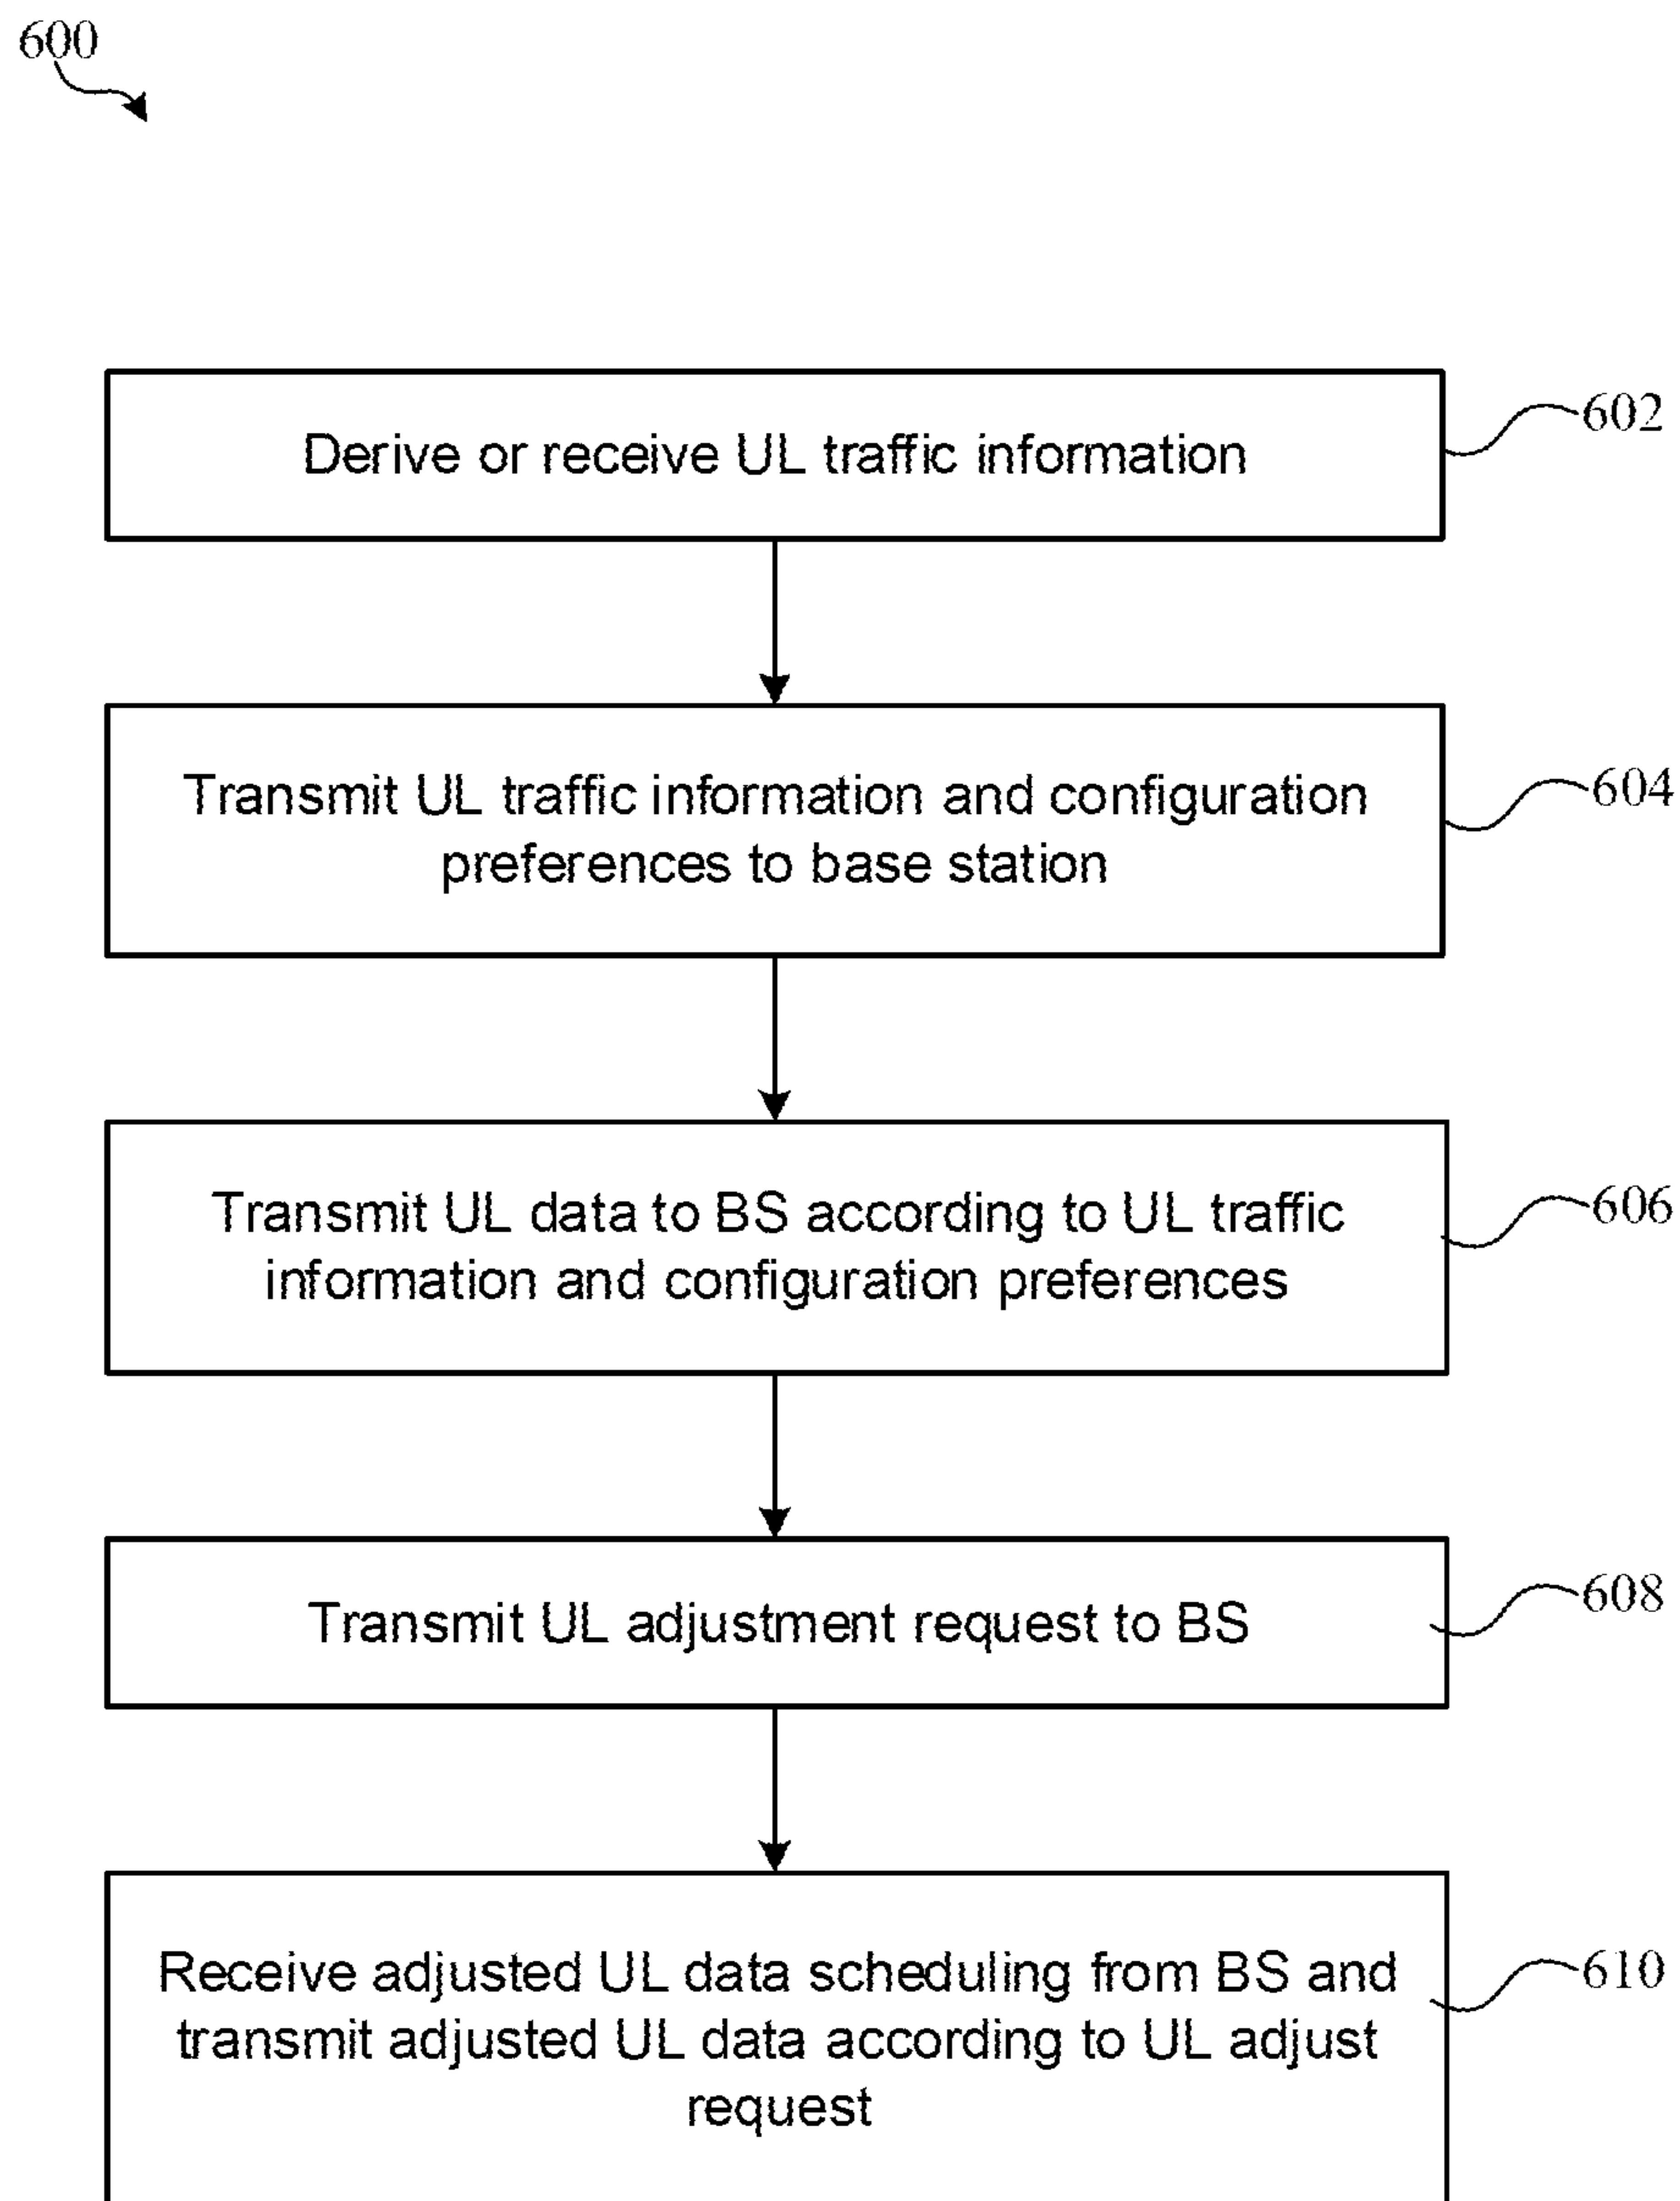 600
Derive or receive UL traffic information
602
Transmit UL traffic information and configuration
preferences to base station
604
Transmit UL data to BS according to UL traffic
information and configuration preferences
606
Transmit UL adjustment request to BS
608
Receive adjusted UL data scheduling from BS and
transmit adjusted UL data according to UL adjust
request
610